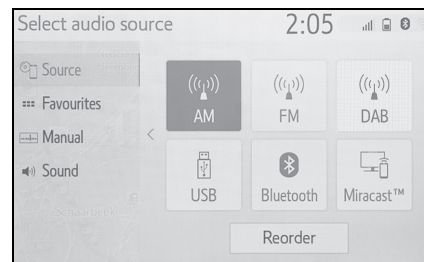 Select audio source 2:05
Source
Favourites
Manual
Sound
AM FM DAB
USB Bluetooth Miracast™
Reorder